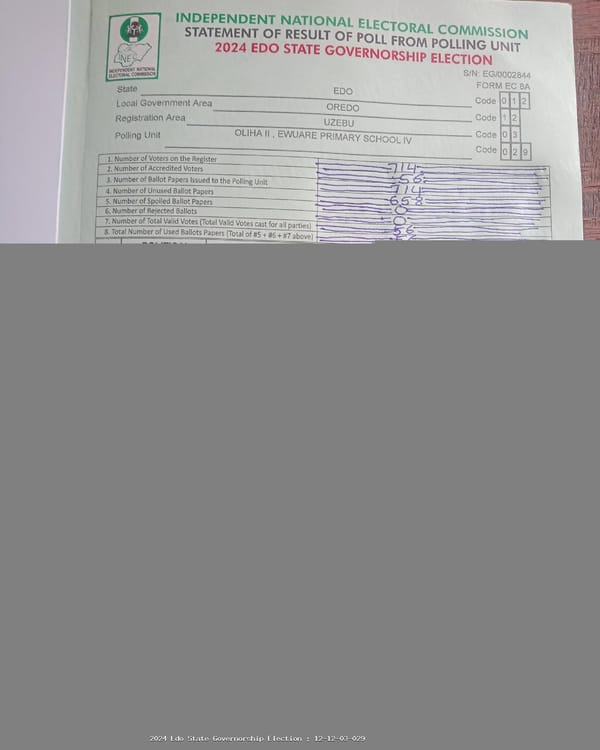 INDEPENDENT NATIONAL ELECTORAL COMMISSION
STATEMENT OF RESULT OF POLL FROM POLLING UNIT
2024 EDO STATE GOVERNORSHIP ELECTION
S/N: EG/0002844
FORM EC 8A
INEC
INDEPENDENT NATIONAL
ELECTORAL COMMISSION
State EDO
Local Government Area OREDO Code 0 1 2
Registration Area UZEBU Code 1 2
Polling Unit OLIHA II , EWUARE PRIMARY SCHOOL IV Code 0 3
Code 0 2 9
1. Number of Voters on the Register 714
2. Number of Accredited Voters 56
3. Number of Ballot Papers Issued to the Polling Unit 714
4. Number of Unused Ballot Papers 658
5. Number of Spoiled Ballot Papers 0
6. Number of Rejected Ballots 0
7. Number of Total Valid Votes (Total Valid Votes cast for all parties) 56
8. Total Number of Used Ballots Papers (Total of #5 + #6 + #7 above)
2024 Edo State Governorship Election : 12-12-03-029